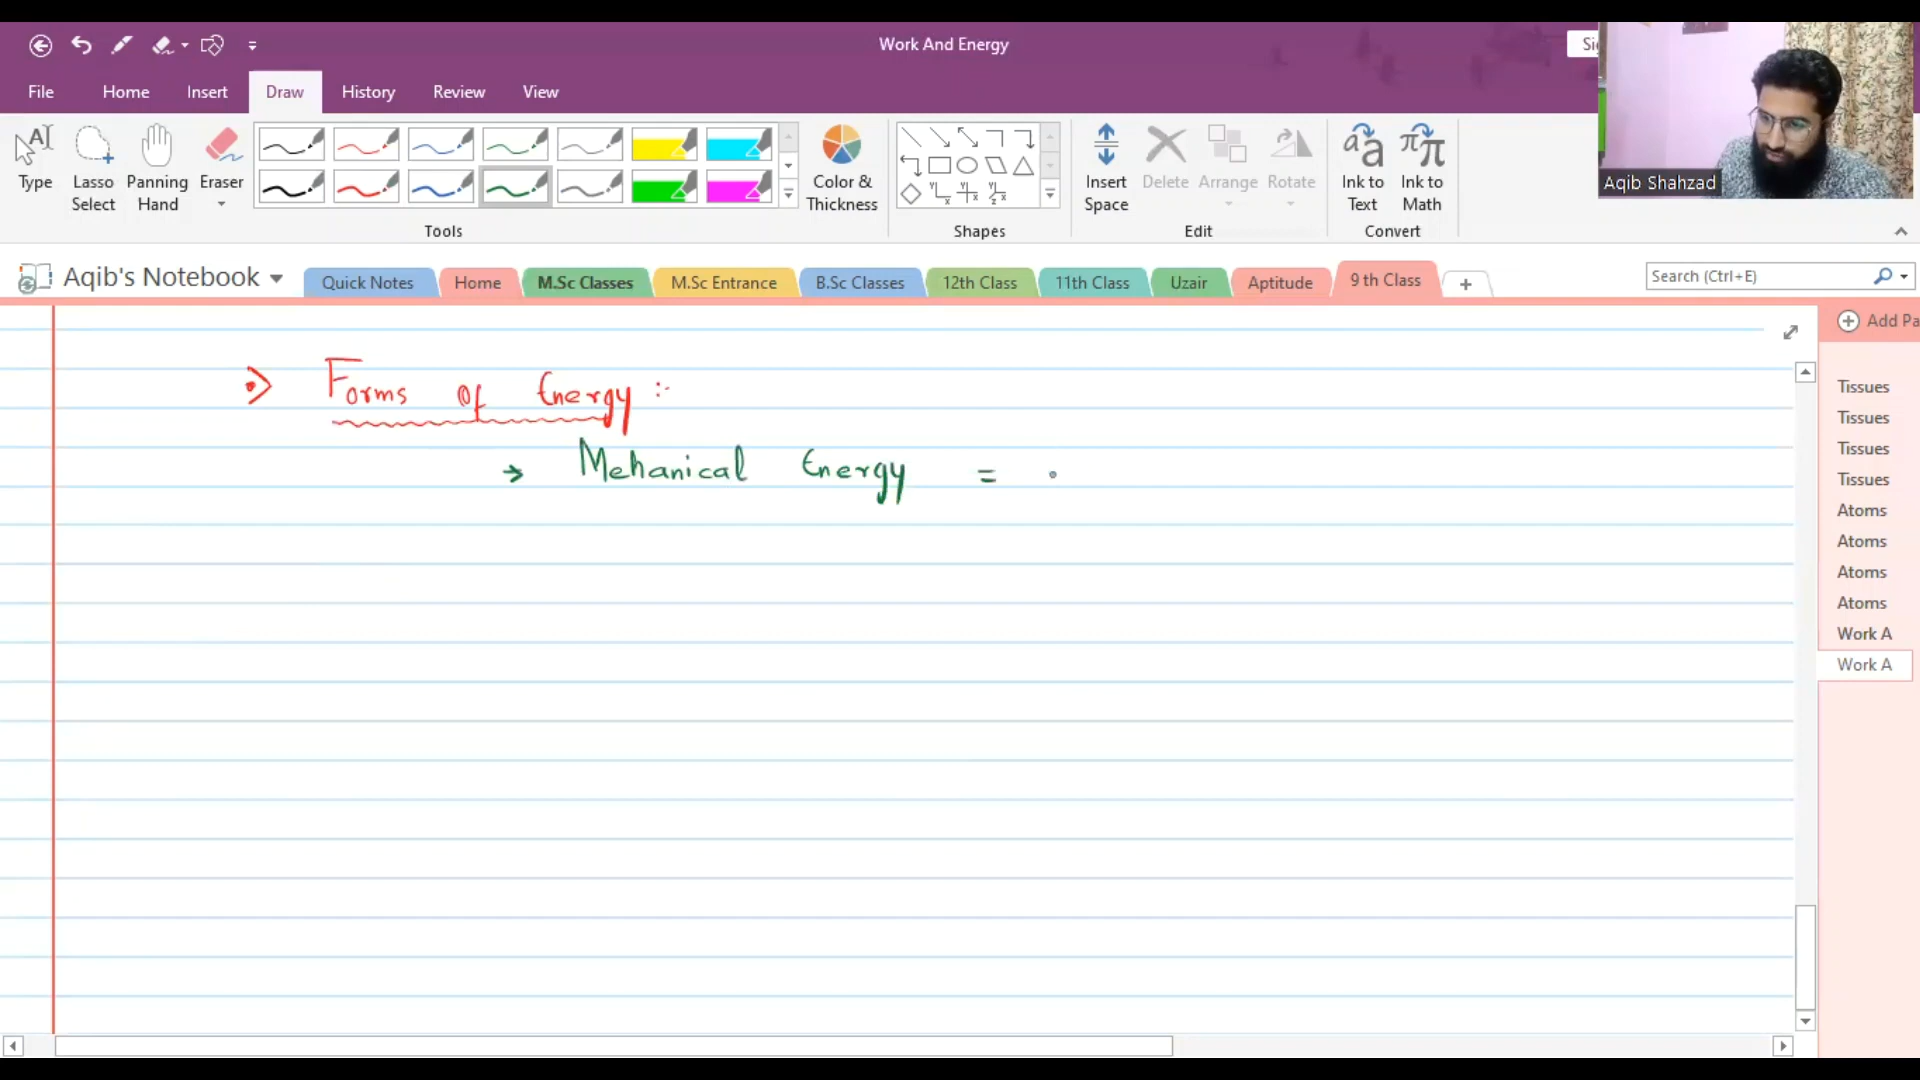 Work And Energy
File Home Insert Draw History Review View
Type
Lasso Select
Panning Hand
Eraser
Color & Thickness
Insert Space
Delete
Arrange
Rotate
Ink to Text
Ink to Math
Tools Shapes Edit Convert
Aqib Shahzad
Aqib's Notebook
Quick Notes Home M.Sc Classes M.Sc Entrance B.Sc Classes 12th Class 11th Class Uzair Aptitude 9 th Class
Search (Ctrl+E)
Add Pa
Forms of Energy :-
→ Mehanical Energy =
Tissues
Tissues
Tissues
Tissues
Atoms
Atoms
Atoms
Atoms
Work A
Work A